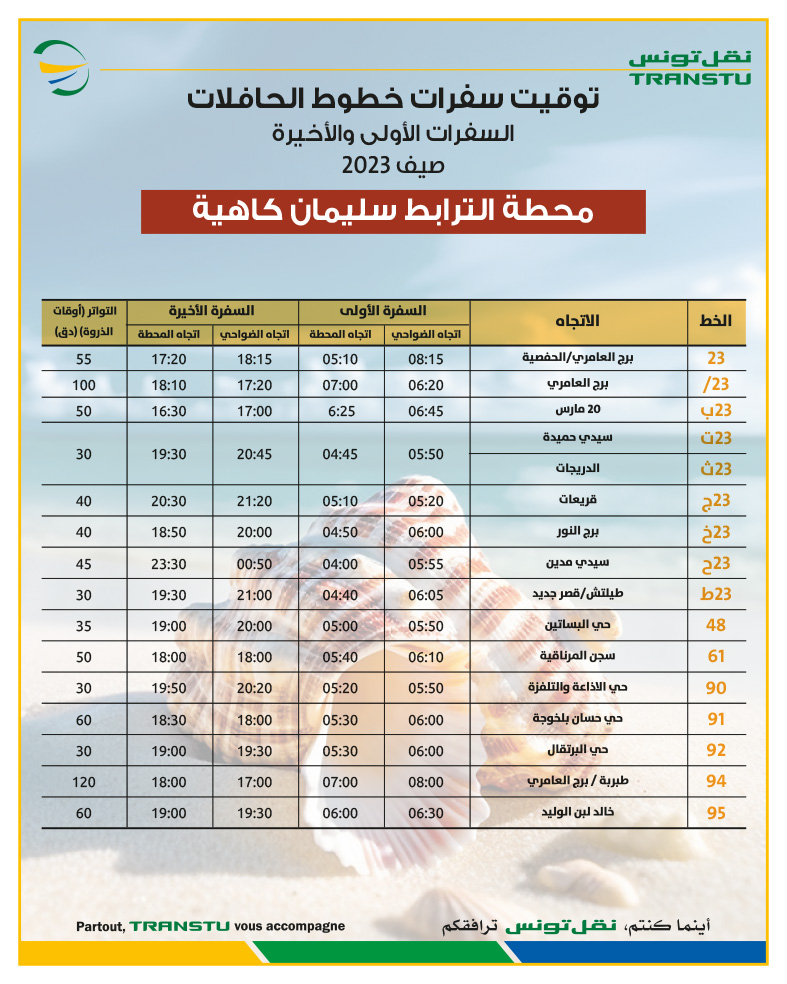 نقل تونس
TRANSTU
توقيت سفرات خطوط الحافلات
السفرات الأولى والأخيرة
صيف 2023
محطة الترابط سليمان كاهية
الخط الاتجاه السفرة الأولى السفرة الأخيرة التواتر (أوقات الذروة) (دق)
اتجاه الضواحي اتجاه المحطة اتجاه الضواحي اتجاه المحطة
23 برج العامري/الحفصية 08:15 05:10 18:15 17:20 55
23/ برج العامري 06:20 07:00 17:20 18:10 100
23ب 20 مارس 06:45 6:25 17:00 16:30 50
23ت سيدي حميدة 05:50 04:45 20:45 19:30 30
23ث الدريجات
23ج قريعات 05:20 05:10 21:20 20:30 40
23خ برج النور 06:00 04:50 20:00 18:50 40
23ح سيدي مدين 05:55 04:00 00:50 23:30 45
23ط طيلتش/قصر جديد 06:05 04:40 21:00 19:30 30
48 حي البساتين 05:50 05:00 20:00 19:00 35
61 سجن المرناقية 06:10 05:40 18:00 18:00 50
90 حي الاذاعة والتلفزة 05:50 05:20 20:20 19:50 30
91 حي حسان بلخوجة 06:00 05:30 18:00 18:30 60
92 حي البرتقال 06:00 05:30 19:30 19:00 30
94 طبربة / برج العامري 08:00 07:00 17:00 18:00 120
95 خالد لبن الوليد 06:30 06:00 19:30 19:00 60
أينما كنتم، نقل تونس ترافقكم
Partout, TRANSTU vous accompagne